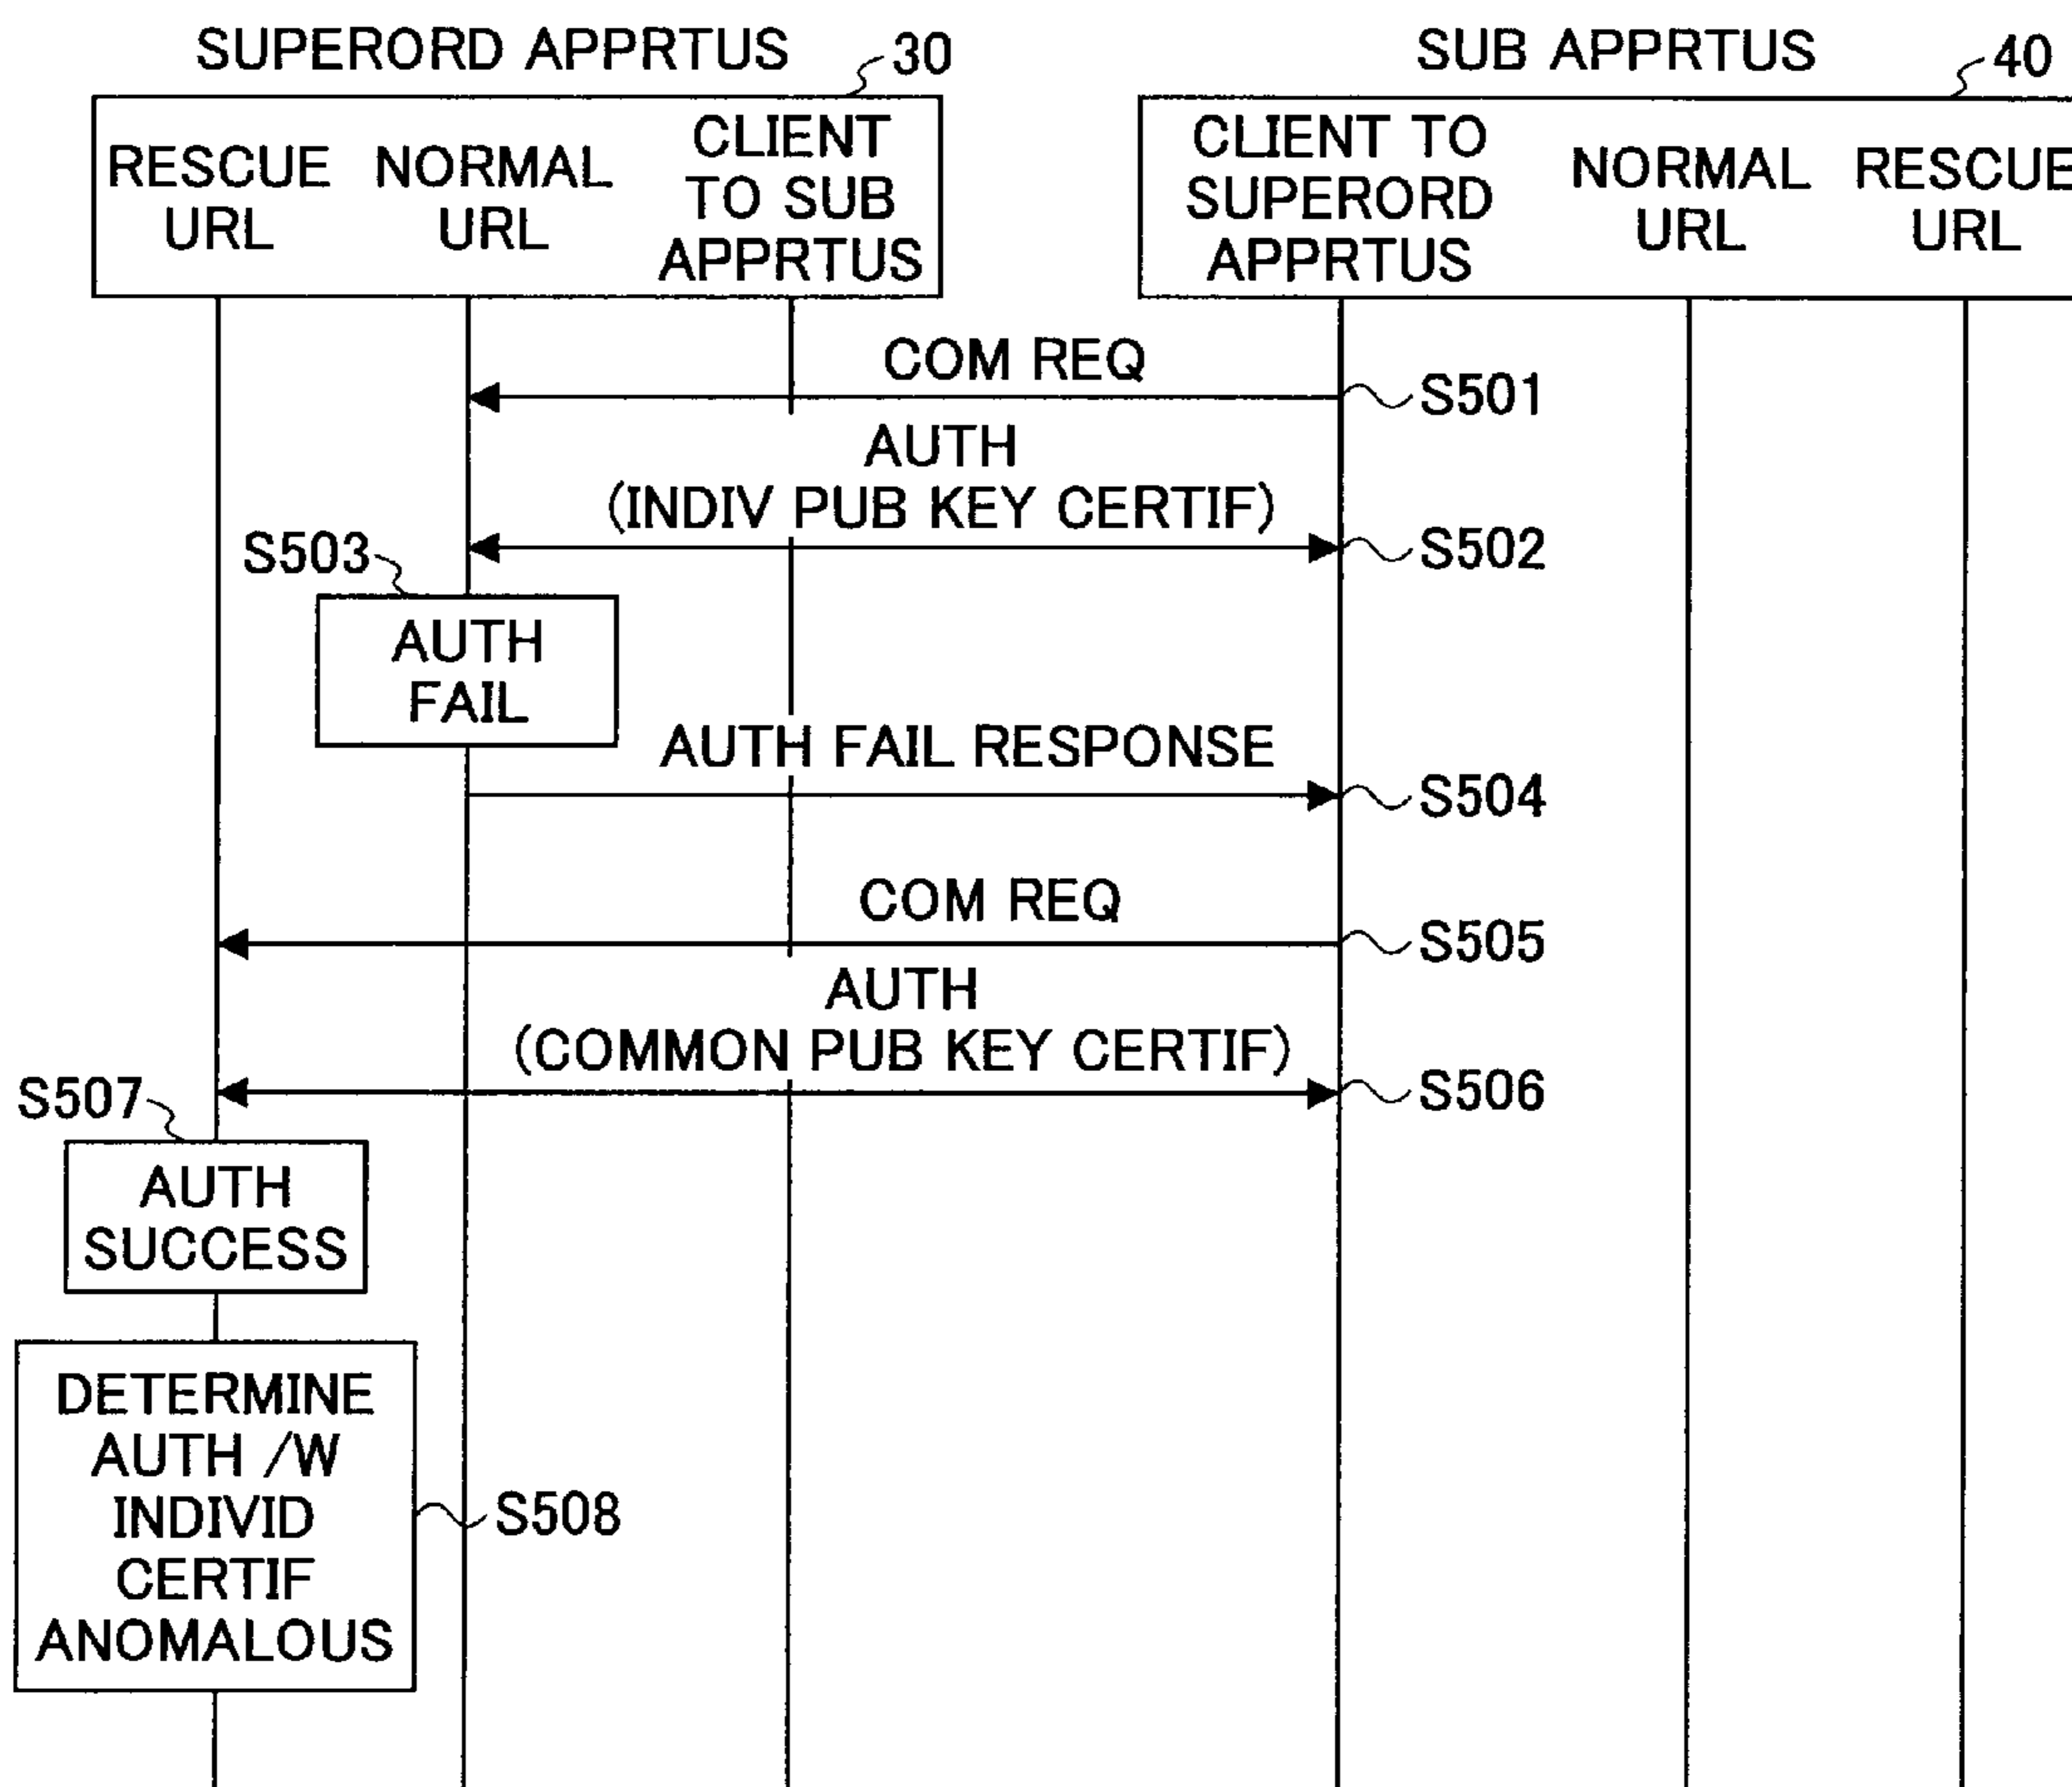 SUPERORD APPRTUS
30
SUB APPRTUS
40
RESCUE
URL
NORMAL
URL
CLIENT
TO SUB
APPRTUS
CLIENT TO
SUPERORD
APPRTUS
NORMAL
URL
RESCUE
URL
COM REQ
S501
AUTH
(INDIV PUB KEY CERTIF)
S502
S503
AUTH
FAIL
AUTH FAIL RESPONSE
S504
COM REQ
S505
AUTH
(COMMON PUB KEY CERTIF)
S506
S507
AUTH
SUCCESS
DETERMINE
AUTH /W
INDIVID
CERTIF
ANOMALOUS
S508